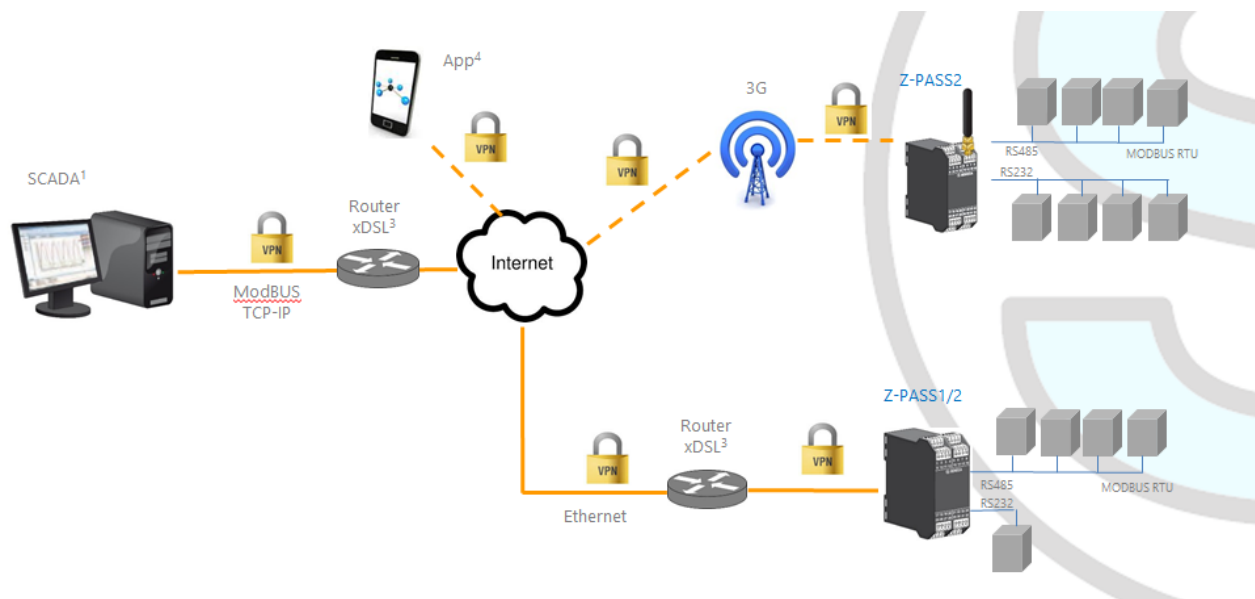 App4
3G
Z-PASS2
VPN
VPN
VPN
RS485
MODBUS RTU
RS232
SCADA1
VPN
Router
xDSL3
Internet
ModBUS
TCP-IP
Z-PASS1/2
Router
xDSL3
VPN
VPN
RS485
MODBUS RTU
RS232
Ethernet